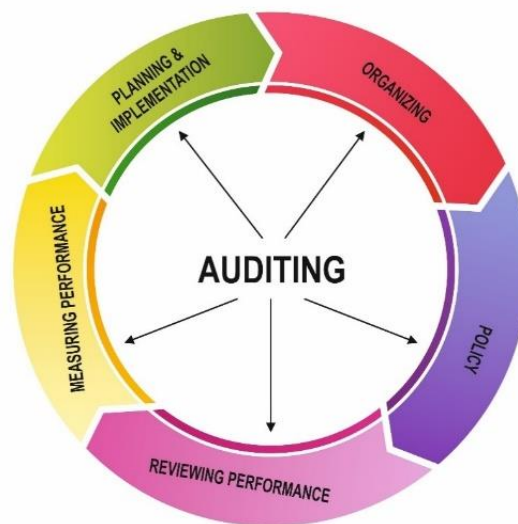 PLANNING &
IMPLEMENTATION
ORGANIZING
AUDITING
MEASURING PERFORMANCE
POLICY
REVIEWING PERFORMANCE